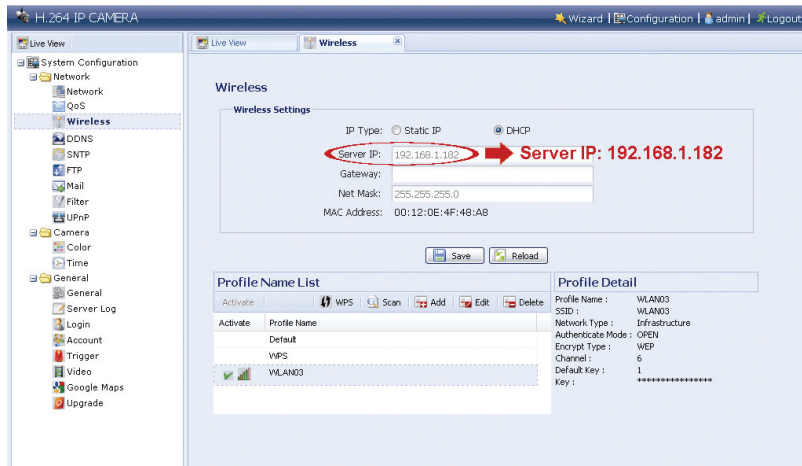 H.264 IP CAMERA
Wizard | Configuration | admin | Logout
Live View
System Configuration
Network
Network
QoS
Wireless
DDNS
SNTP
FTP
Mail
Filter
UPnP
Camera
Color
Time
General
General
Server Log
Login
Account
Trigger
Video
Google Maps
Upgrade
Live View
Wireless
Wireless
Wireless Settings
IP Type: Static IP DHCP
Server IP: 192.168.1.182 Server IP: 192.168.1.182
Gateway:
Net Mask: 255.255.255.0
MAC Address: 00:12:0E:4F:48:A8
Save Reload
Profile Name List
Activate WPS Scan Add Edit Delete
Activate Profile Name
Default
WPS
WLAN03
Profile Detail
Profile Name : WLAN03
SSID : WLAN03
Network Type : Infrastructure
Authenticate Mode : OPEN
Encrypt Type : WEP
Channel : 6
Default Key : 1
Key : ****************